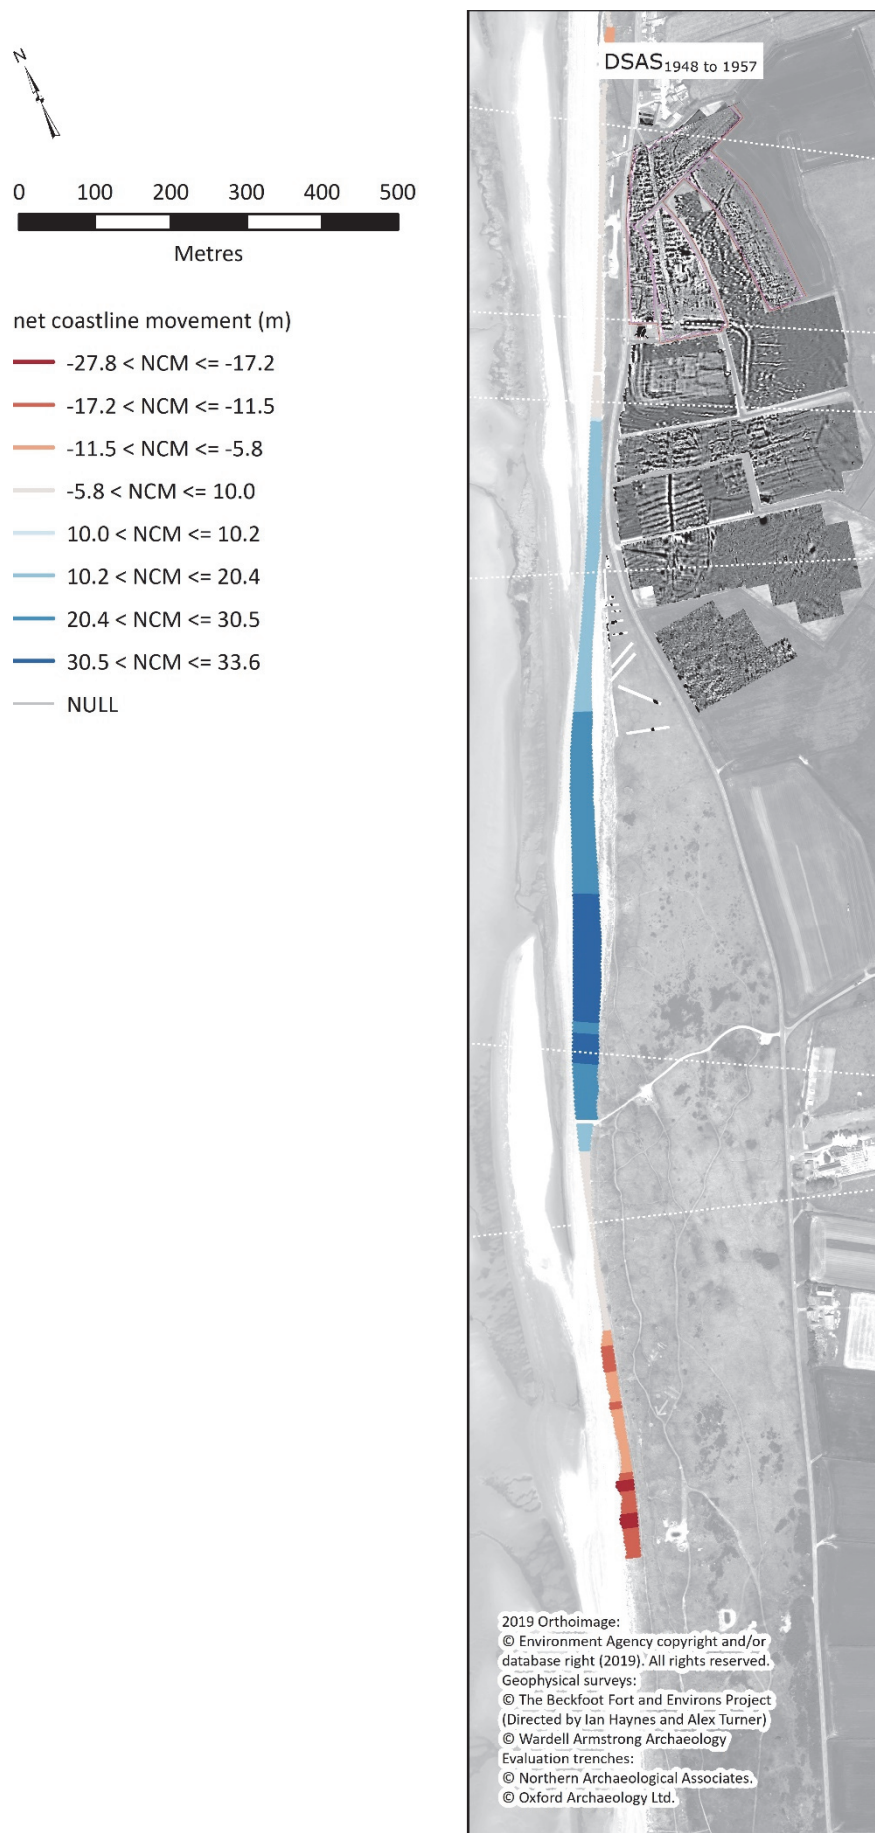 N
0 100 200 300 400 500
Metres
net coastline movement (m)
-27.8 < NCM <= -17.2
-17.2 < NCM <= -11.5
-11.5 < NCM <= -5.8
-5.8 < NCM <= 10.0
10.0 < NCM <= 10.2
10.2 < NCM <= 20.4
20.4 < NCM <= 30.5
30.5 < NCM <= 33.6
NULL
DSAS1948 to 1957
2019 Orthoimage:
© Environment Agency copyright and/or
database right (2019). All rights reserved.
Geophysical surveys:
© The Beckfoot Fort and Environs Project
(Directed by Ian Haynes and Alex Turner)
© Wardell Armstrong Archaeology
Evaluation trenches:
© Northern Archaeological Associates.
© Oxford Archaeology Ltd.